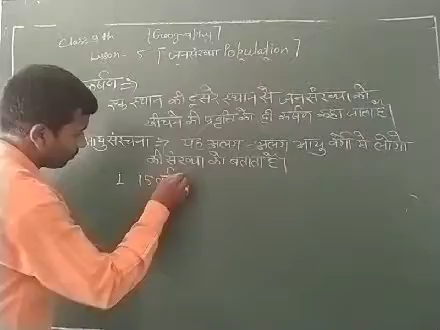 Class 9th [Geography]
Lesson - 5 [जनसंख्या Population]
कर्षण ⇒
एक स्थान की दूसरे स्थान से जनसंख्या को
खींचने की प्रवृति को ही कर्षण कहा जाता है|
आयु संरचना ⇒ यह अलग-अलग आयु वर्ग में लोगो
की संख्या को बताता है|
1 15 वर्ष